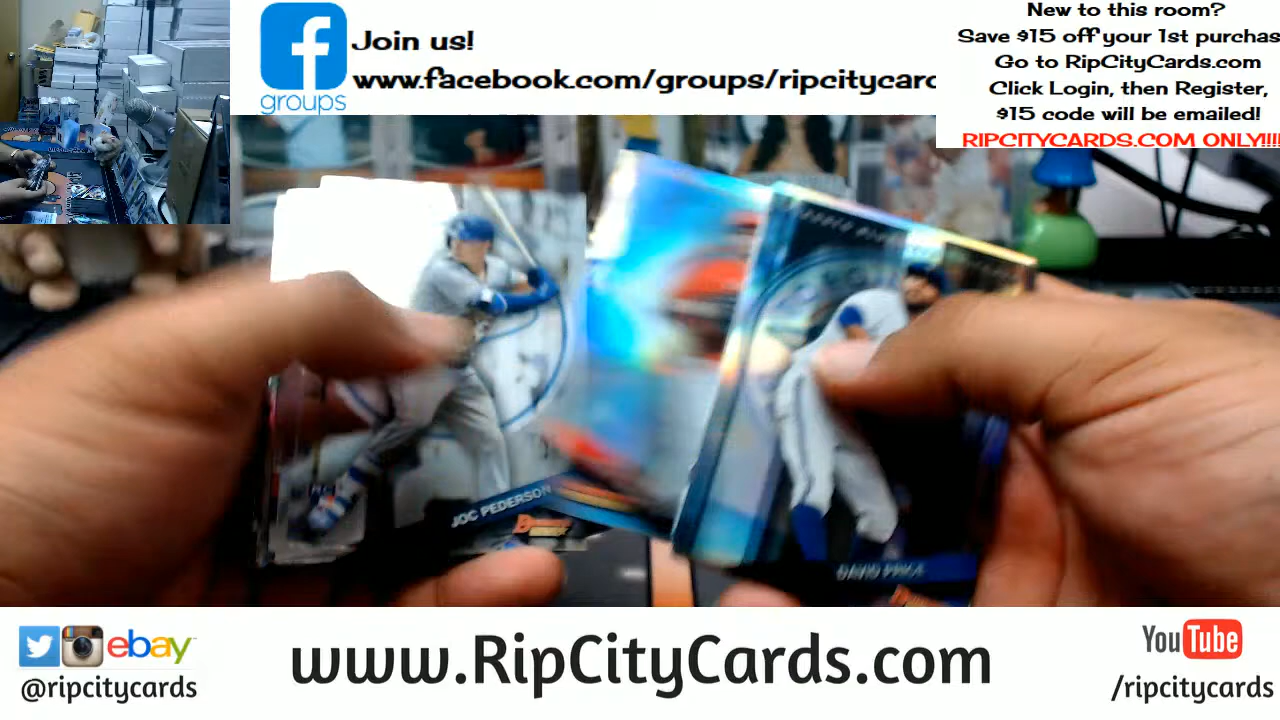 Join us!
www.facebook.com/groups/ripcitycarc
groups
New to this room?
Save $15 off your 1st purchas
Go to RipCityCards.com
Click Login, then Register,
$15 code will be emailed!
RIPCITYCARDS.COM ONLY!!!!
JOC PEDERSON
DAVID PRICE
ebay
@ripcitycards
www.RipCityCards.com
YouTube
/ripcitycards